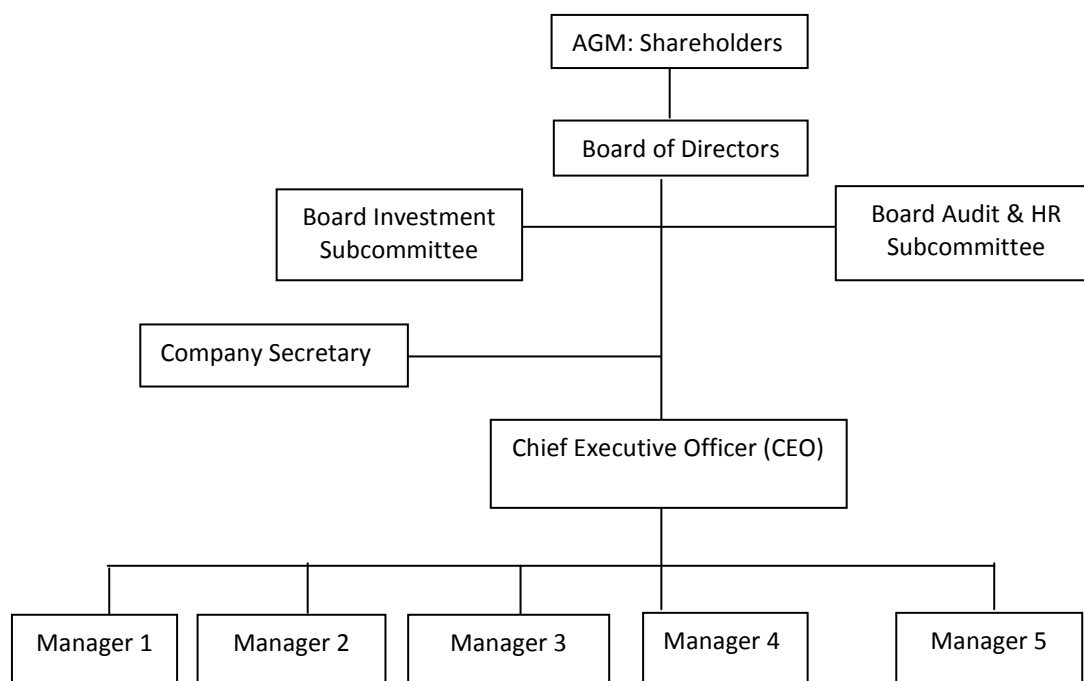 AGM: Shareholders
Board of Directors
Board Investment
Subcommittee
Board Audit & HR
Subcommittee
Company Secretary
Chief Executive Officer (CEO)
Manager 1
Manager 2
Manager 3
Manager 4
Manager 5